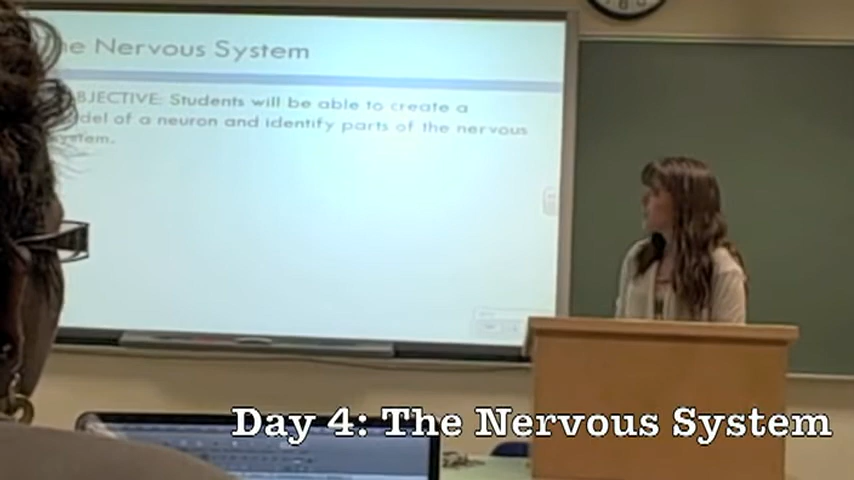 he Nervous System
BJECTIVE: Students will be able to create a
del of a neuron and identify parts of the nervous
ystem.
Day 4: The Nervous System